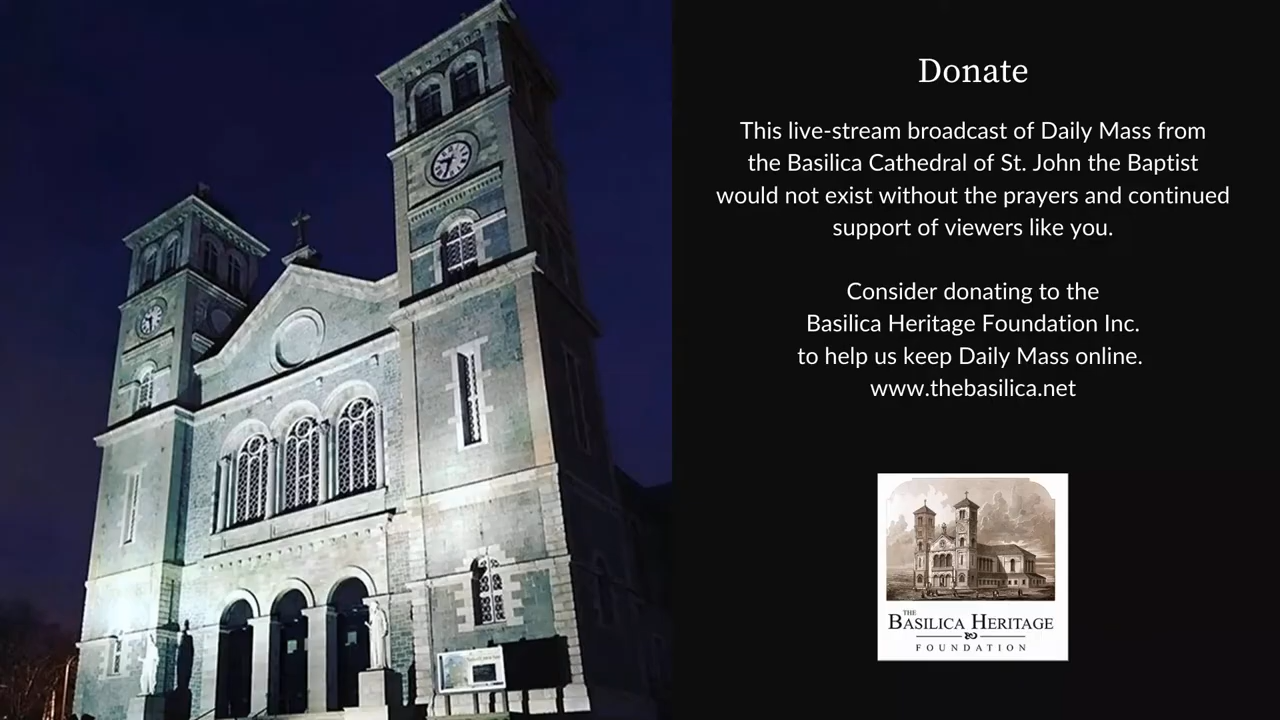 Donate
This live-stream broadcast of Daily Mass from
the Basilica Cathedral of St. John the Baptist
would not exist without the prayers and continued
support of viewers like you.
Consider donating to the
Basilica Heritage Foundation Inc.
to help us keep Daily Mass online.
www.thebasilica.net
THE
BASILICA HERITAGE
FOUNDATION